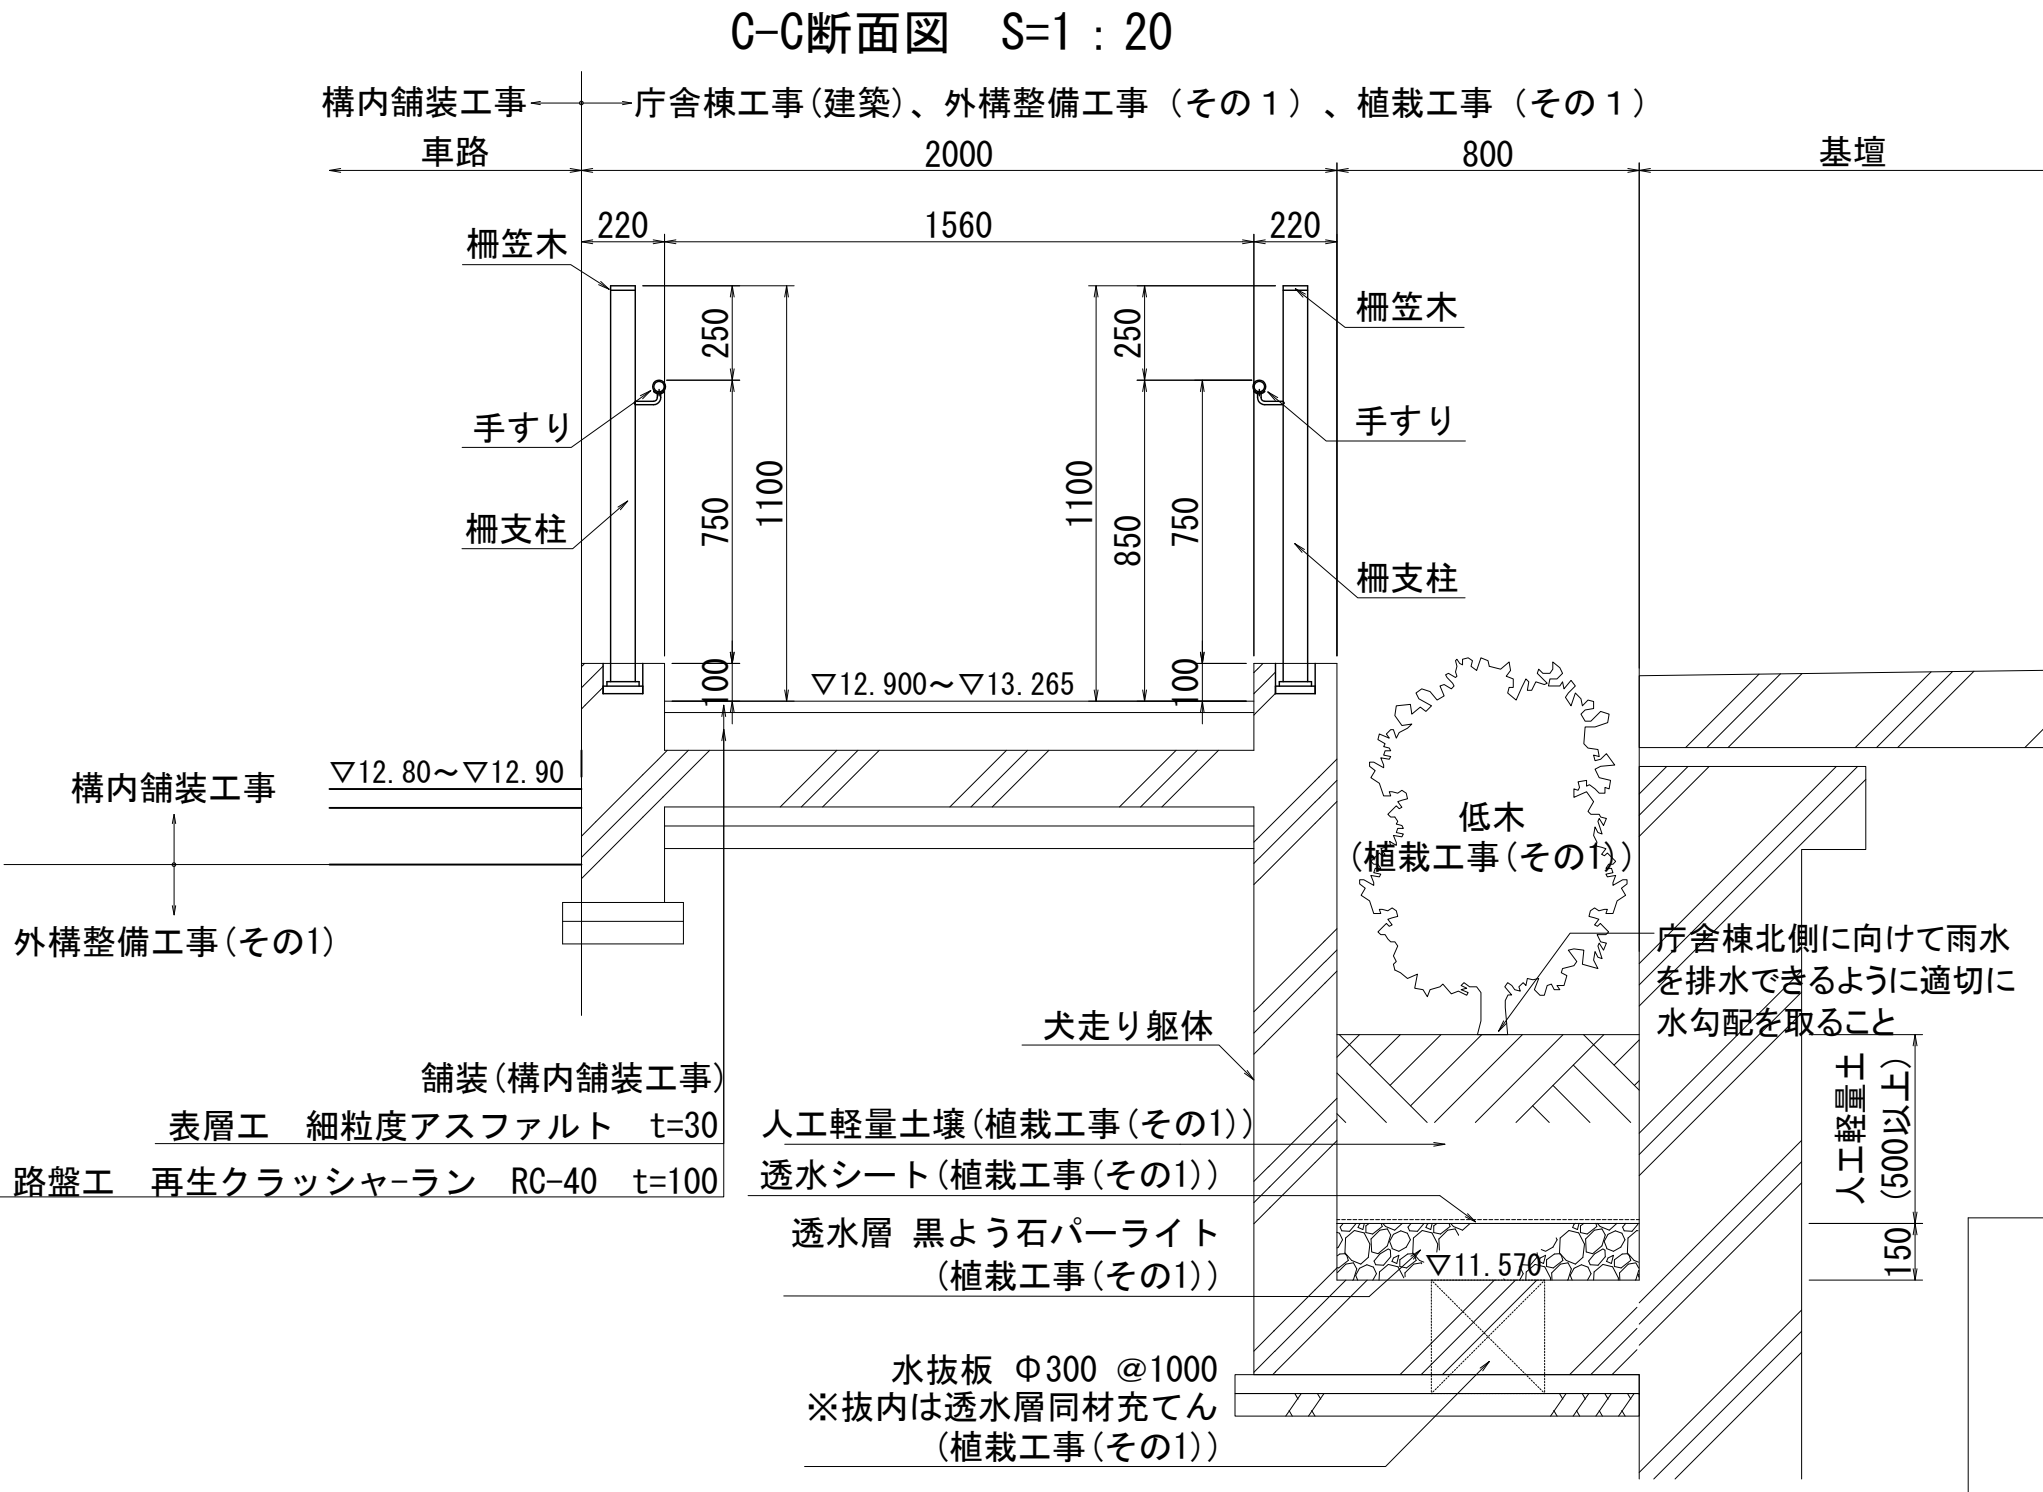 C-C断面図　S=1：20
構内舗装工事
庁舎棟工事(建築)、外構整備工事（その１）、植栽工事（その１）
車路
2000
800
基壇
220
1560
220
柵笠木
柵笠木
250
1100
1100
250
手すり
手すり
750
850
750
柵支柱
柵支柱
100
▽12.900～▽13.265
100
▽12.80～▽12.90
構内舗装工事
外構整備工事(その1)
低木
(植栽工事(その1))
庁舎棟北側に向けて雨水
を排水できるように適切に
水勾配を取ること
犬走り躯体
舗装(構内舗装工事)
表層工　細粒度アスファルト　t=30
路盤工　再生クラッシャｰラン　RC-40　t=100
人工軽量土壌(植栽工事(その1))
透水シート(植栽工事(その1))
透水層 黒よう石パーライト
(植栽工事(その1))
▽11.570
人工軽量土
(500以上)
150
水抜板 Φ300 @1000
※抜内は透水層同材充てん
(植栽工事(その1))